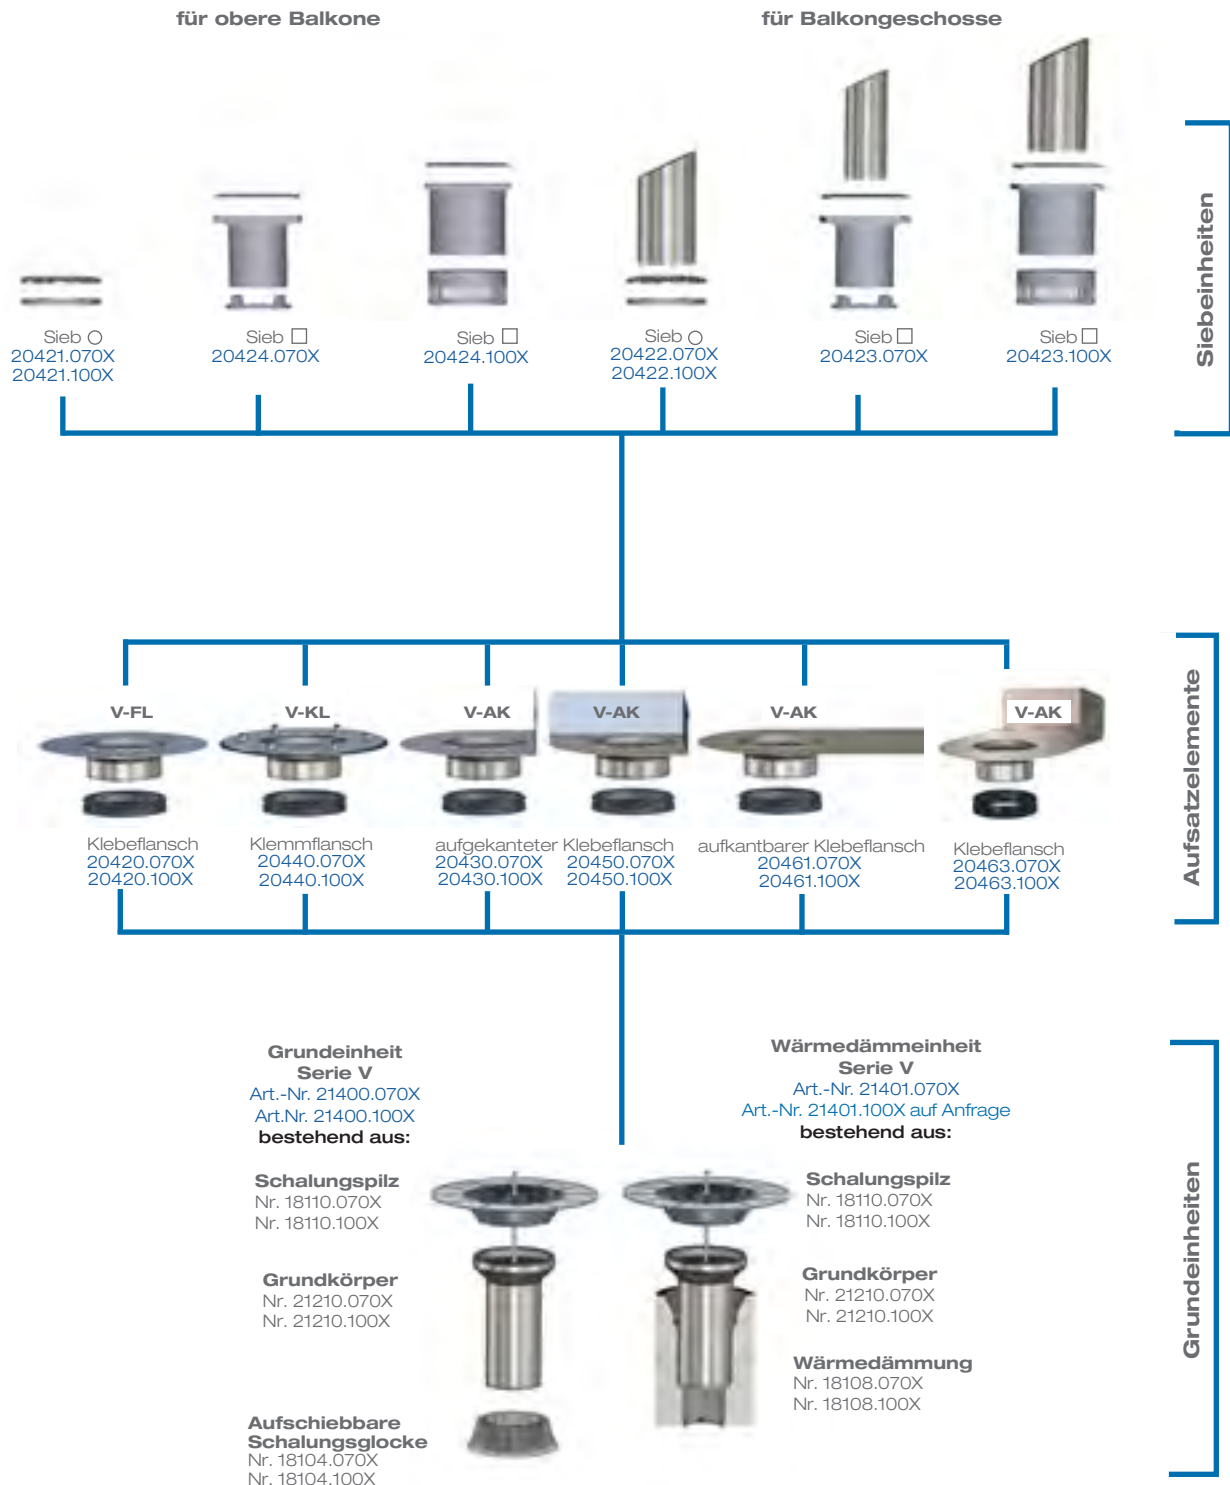 für obere Balkone
für Balkongeschosse
Sieb
20421.070X
20421.100X
Sieb
20424.070X
Sieb
20424.100X
Sieb
20422.070X
20422.100X
Sieb
20423.070X
Sieb
20423.100X
Siebeinheiten
V-FL
V-KL
V-AK
V-AK
V-AK
V-AK
Klebeflansch
20420.070X
20420.100X
Klemmflansch
20440.070X
20440.100X
aufgekanteter Klebeflansch
20430.070X 20450.070X
20430.100X 20450.100X
aufkantbarer Klebeflansch
20461.070X
20461.100X
Klebeflansch
20463.070X
20463.100X
Aufsatzelemente
Grundeinheit
Serie V
Art.-Nr. 21400.070X
Art.Nr. 21400.100X
bestehend aus:
Schalungspilz
Nr. 18110.070X
Nr. 18110.100X
Grundkörper
Nr. 21210.070X
Nr. 21210.100X
Aufschiebbare
Schalungsglocke
Nr. 18104.070X
Nr. 18104.100X
Wärmedämmeinheit
Serie V
Art.-Nr. 21401.070X
Art.-Nr. 21401.100X auf Anfrage
bestehend aus:
Schalungspilz
Nr. 18110.070X
Nr. 18110.100X
Grundkörper
Nr. 21210.070X
Nr. 21210.100X
Wärmedämmung
Nr. 18108.070X
Nr. 18108.100X
Grundeinheiten